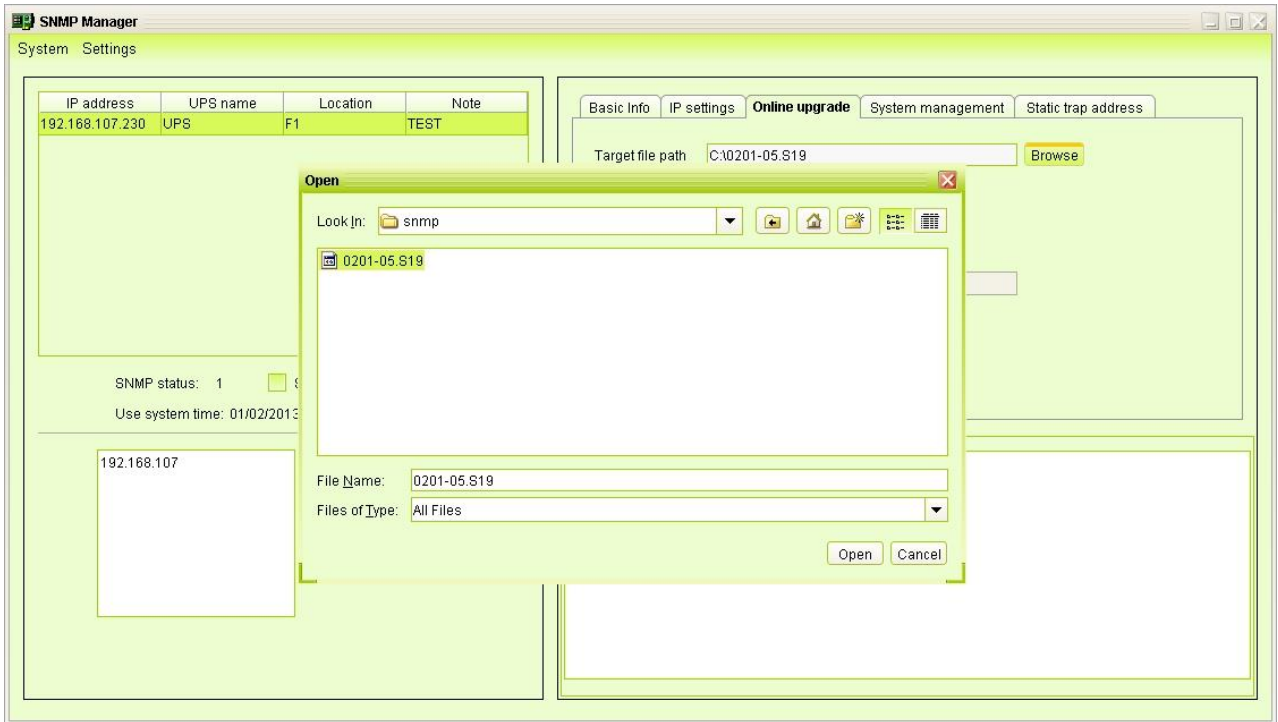 SNMP Manager
System Settings
IP address UPS name Location Note
192.168.107.230 UPS F1 TEST
Basic Info IP settings Online upgrade System management Static trap address
Target file path C:\0201-05.S19 Browse
Open
Look In: snmp
0201-05.S19
File Name: 0201-05.S19
Files of Type: All Files
Open Cancel
SNMP status: 1
Use system time: 01/02/2013
192.168.107